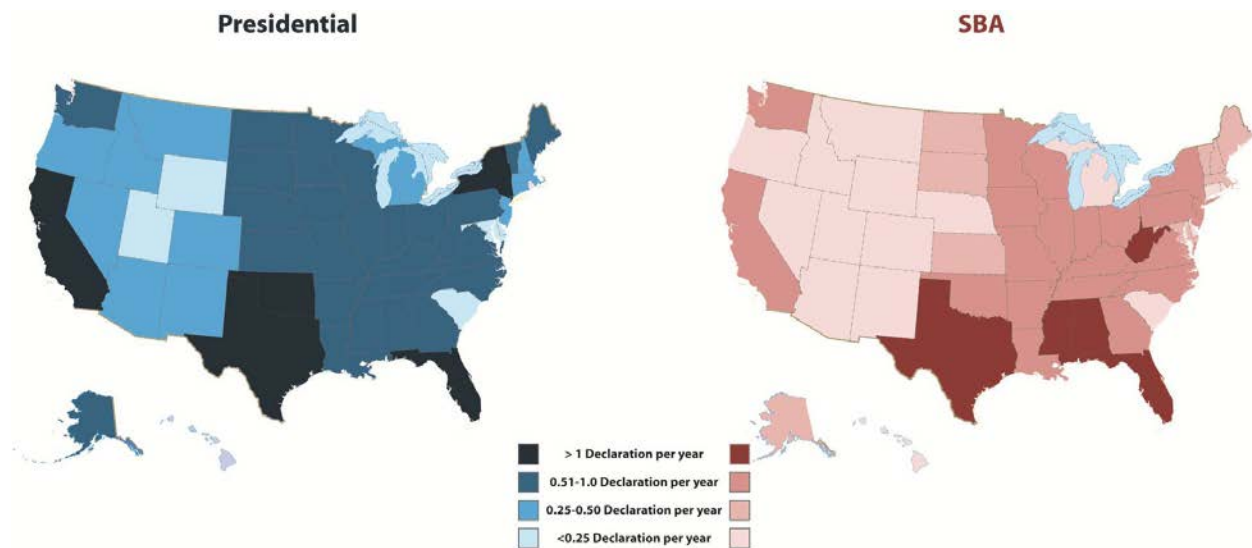 Presidential
SBA
> 1 Declaration per year
0.51-1.0 Declaration per year
0.25-0.50 Declaration per year
<0.25 Declaration per year